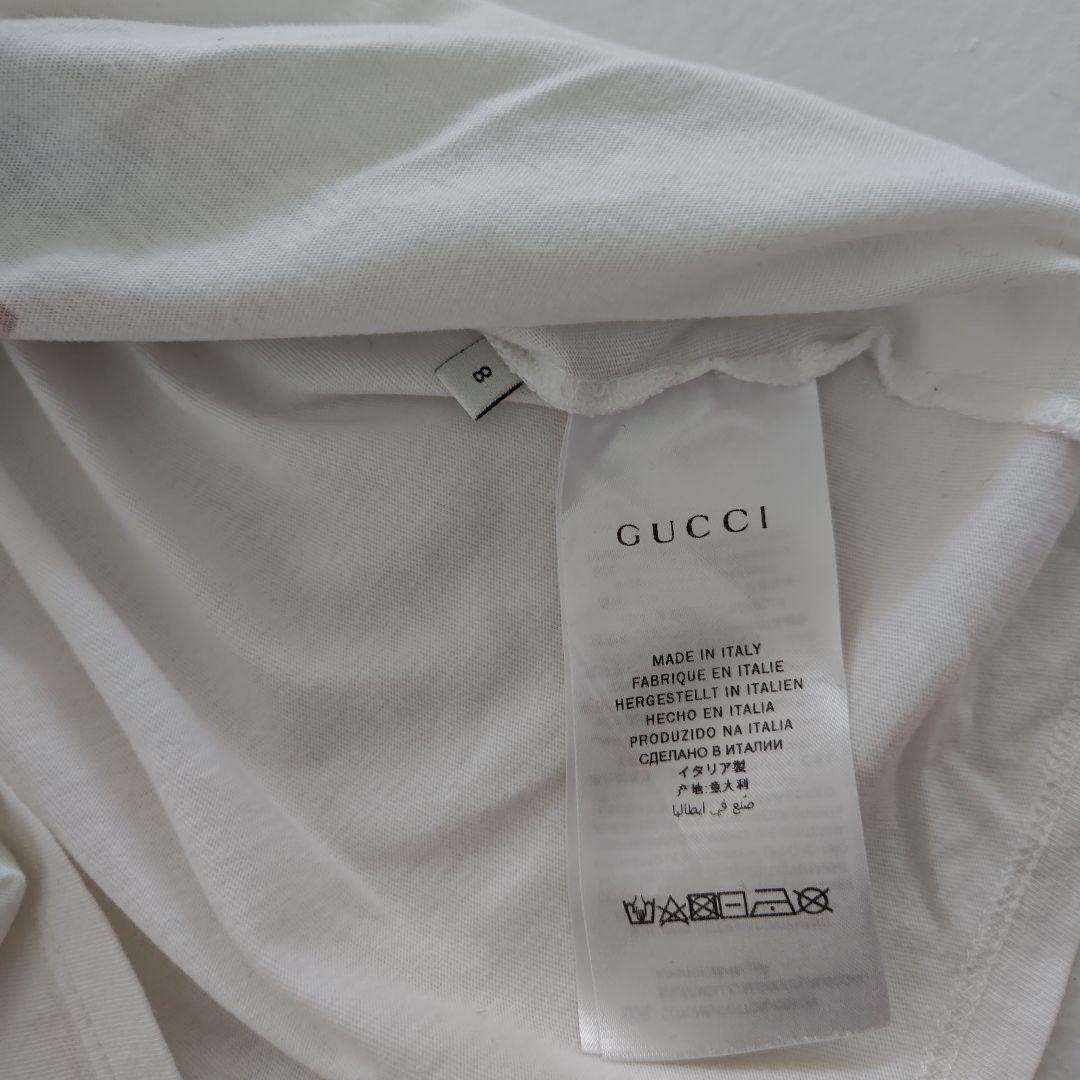 8
GUCCI
MADE IN ITALY
FABRIQUE EN ITALIE
HERGESTELLT IN ITALIEN
HECHO EN ITALIA
PRODUZIDO NA ITALIA
СДЕЛАНО В ИТАЛИИ
イタリア製
产地:意大利
صنع في ايطاليا